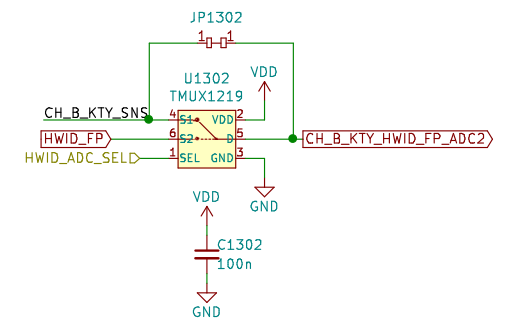 JP1302
1 1
U1302
VDD
TMUX1219
CH_B_KTY_SNS
4 S1 VDD 2
HWID_FP
6 S2 D 5
CH_B_KTY_HWID_FP_ADC2
HWID_ADC_SEL
1 SEL GND 3
GND
VDD
C1302
100n
GND